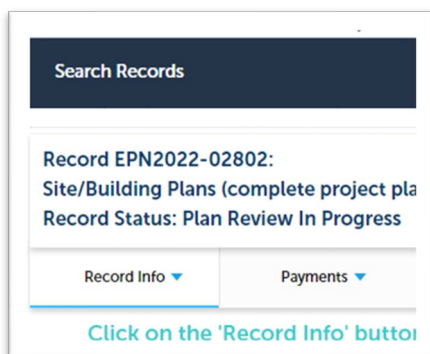 Search Records
Record EPN2022-02802:
Site/Building Plans (complete project pla
Record Status: Plan Review In Progress
Record Info Payments
Click on the 'Record Info' button